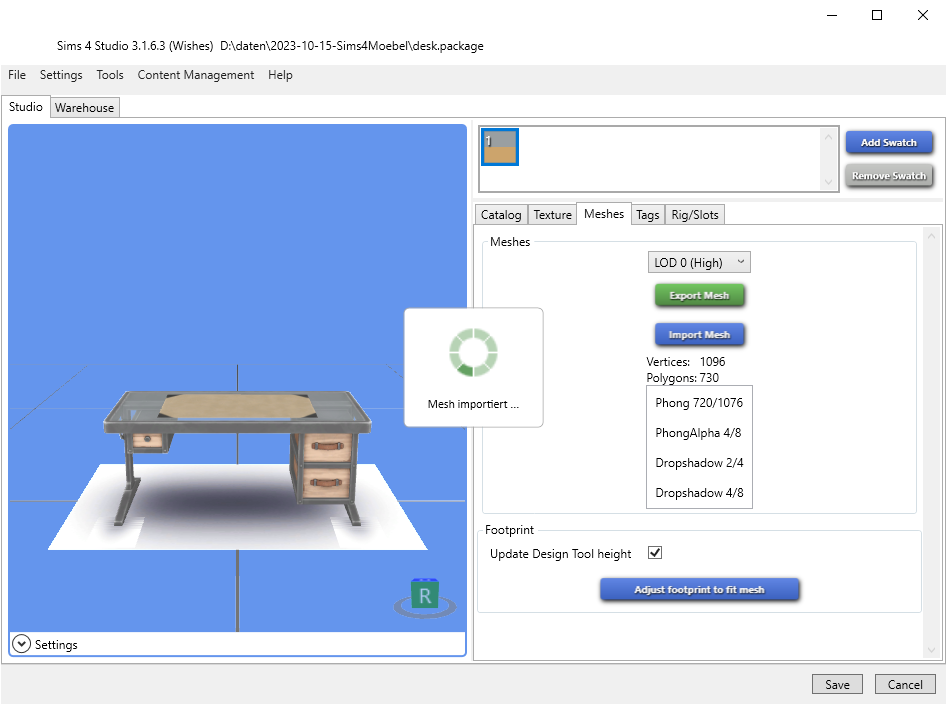 Sims 4 Studio 3.1.6.3 (Wishes)  D:\daten\2023-10-15-Sims4Moebel\desk.package
File Settings Tools Content Management Help
Studio Warehouse
1
Add Swatch
Remove Swatch
Catalog Texture Meshes Tags Rig/Slots
Meshes
LOD 0 (High)
Export Mesh
Import Mesh
Vertices: 1096
Polygons: 730
Phong 720/1076
PhongAlpha 4/8
Dropshadow 2/4
Dropshadow 4/8
Mesh importiert ...
Footprint
Update Design Tool height
Adjust footprint to fit mesh
R
Settings
Save Cancel